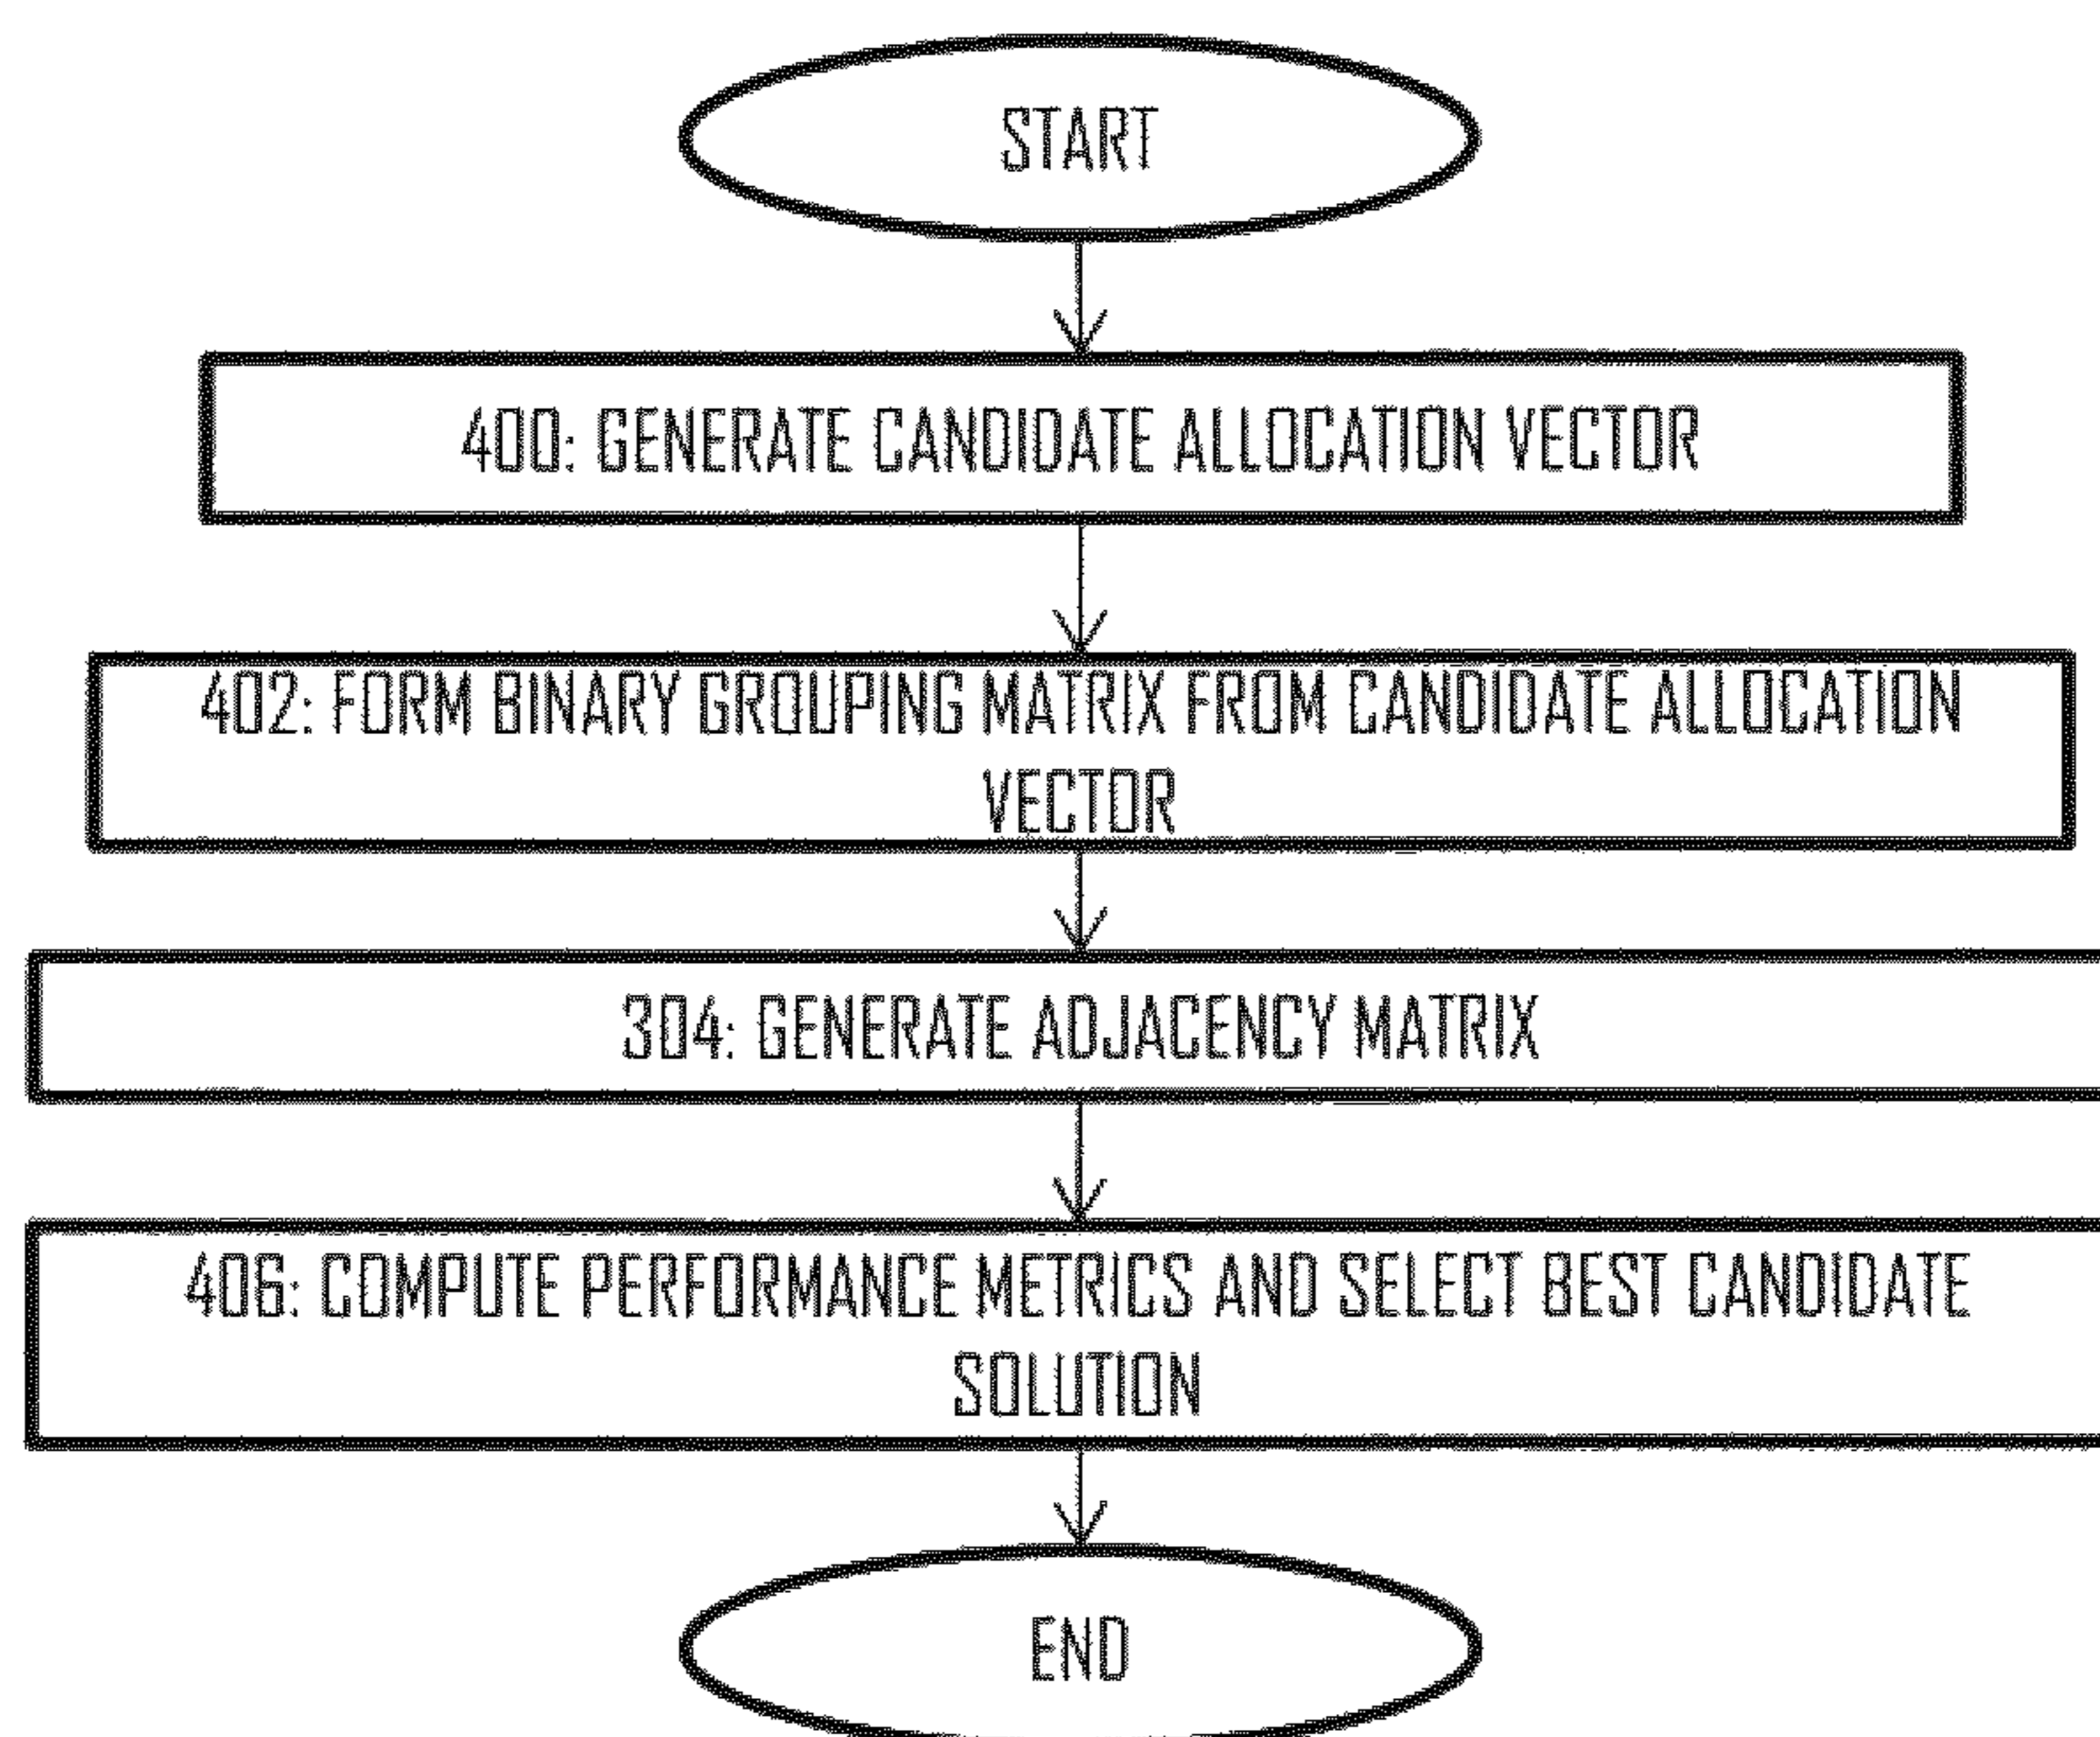 START
400: GENERATE CANDIDATE ALLOCATION VECTOR
402: FORM BINARY GROUPING MATRIX FROM CANDIDATE ALLOCATION
VECTOR
304: GENERATE ADJACENCY MATRIX
406: COMPUTE PERFORMANCE METRICS AND SELECT BEST CANDIDATE
SOLUTION
END